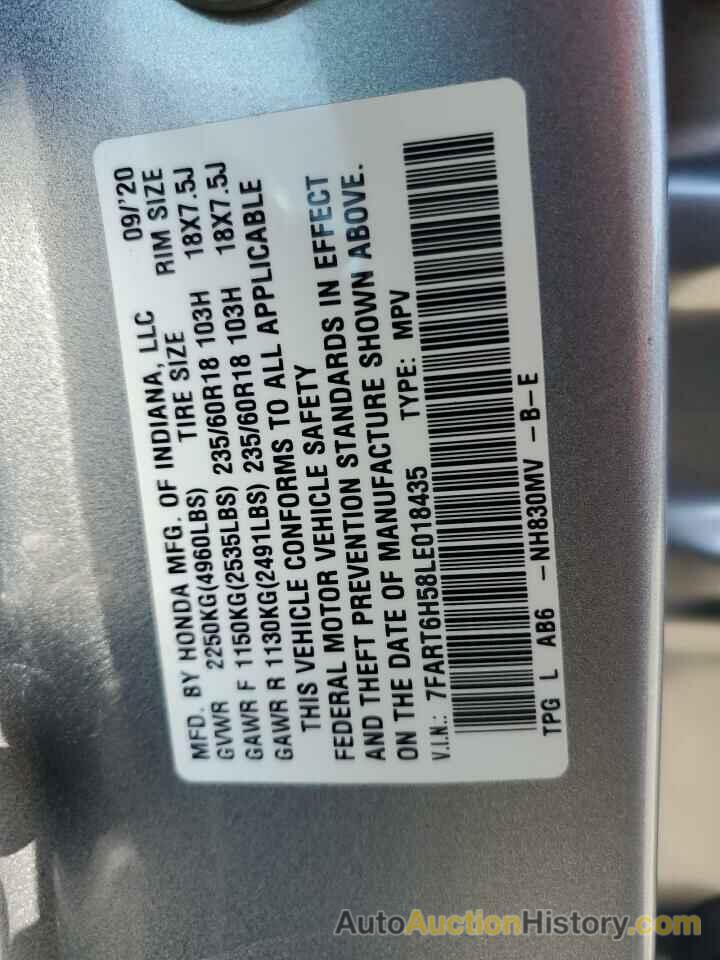 MFD. BY HONDA MFG. OF INDIANA, LLC 09/'20
TIRE SIZE RIM SIZE
GVWR 2250KG(4960LBS)
GAWR F 1150KG(2535LBS) 235/60R18 103H 18X7.5J
GAWR R 1130KG(2491LBS) 235/60R18 103H 18X7.5J
THIS VEHICLE CONFORMS TO ALL APPLICABLE
FEDERAL MOTOR VEHICLE SAFETY
AND THEFT PREVENTION STANDARDS IN EFFECT
ON THE DATE OF MANUFACTURE SHOWN ABOVE.
V.I.N.: 7FART6H58LE018435 TYPE: MPV
TPG L AB6 -NH830MV -B-E
AutoAuctionHistory.com